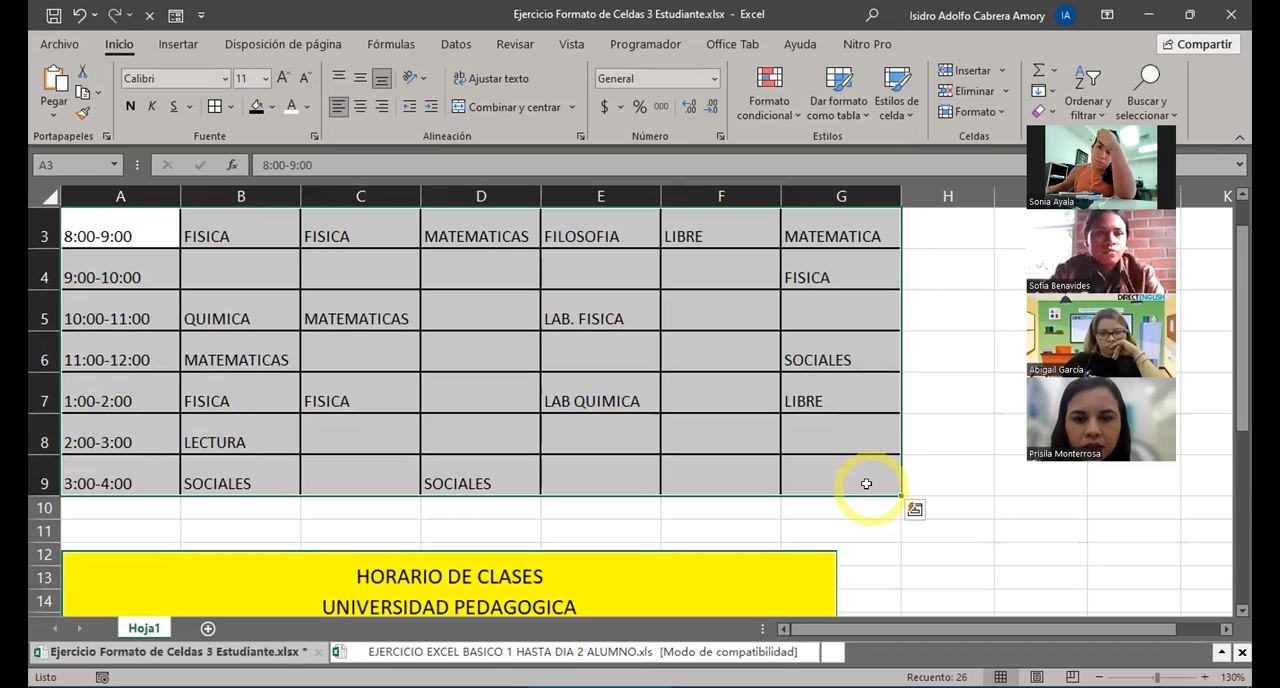 Ejercicio Formato de Celdas 3 Estudiante.xlsx - Excel
Isidro Adolfo Cabrera Amory
IA
Archivo Inicio Insertar Disposición de página Fórmulas Datos Revisar Vista Programador Office Tab Ayuda Nitro Pro
Compartir
Pegar
Calibri 11
N K S
A A A
Ajustar texto
Combinar y centrar
General
$ % 000
Formato condicional
Dar formato como tabla
Estilos de celda
Insertar
Eliminar
Formato
Ordenar y filtrar
Buscar y seleccionar
Portapapeles Fuente Alineación Número Estilos Celdas
A3 fx 8:00-9:00
A B C D E F G H K
3 8:00-9:00 FISICA FISICA MATEMATICAS FILOSOFIA LIBRE MATEMATICA
4 9:00-10:00 FISICA
5 10:00-11:00 QUIMICA MATEMATICAS LAB. FISICA
6 11:00-12:00 MATEMATICAS SOCIALES
7 1:00-2:00 FISICA FISICA LAB QUIMICA LIBRE
8 2:00-3:00 LECTURA
9 3:00-4:00 SOCIALES SOCIALES
10
11
12
13 HORARIO DE CLASES
14 UNIVERSIDAD PEDAGOGICA
Sonia Ayala
Sofia Benavides
DIRECT ENGLISH
Abigail García
Prisila Monterrosa
Hoja1
Ejercicio Formato de Celdas 3 Estudiante.xlsx *
EJERCICIO EXCEL BASICO 1 HASTA DIA 2 ALUMNO.xls [Modo de compatibilidad]
Listo
Recuento: 26
130%